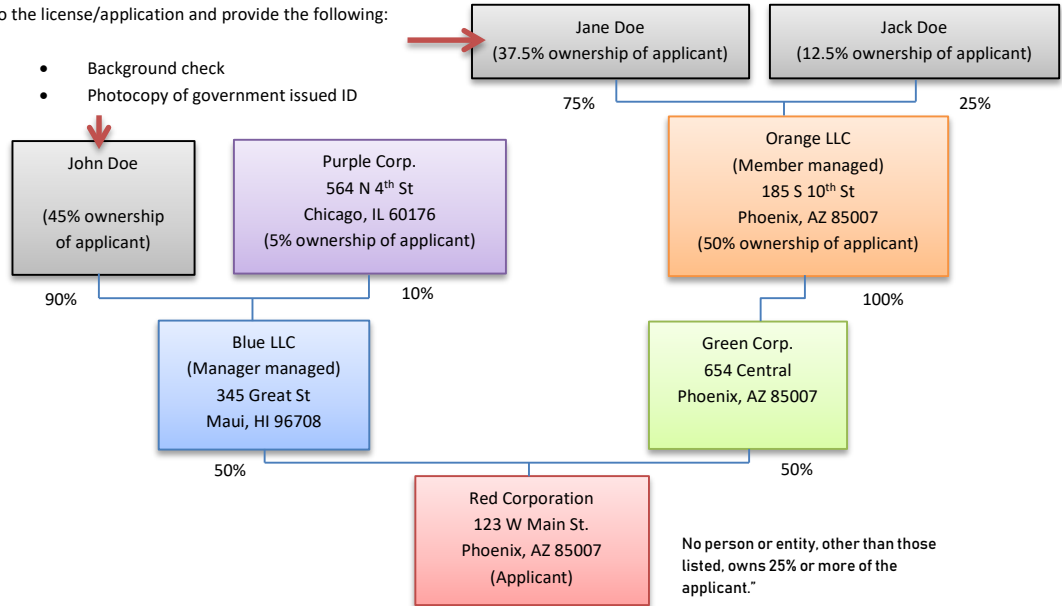 o the license/application and provide the following:
• Background check
• Photocopy of government issued ID
Jane Doe
(37.5% ownership of applicant)
Jack Doe
(12.5% ownership of applicant)
75%
25%
John Doe
(45% ownership
of applicant)
Purple Corp.
564 N 4th St
Chicago, IL 60176
(5% ownership of applicant)
Orange LLC
(Member managed)
185 S 10th St
Phoenix, AZ 85007
(50% ownership of applicant)
90%
10%
100%
Blue LLC
(Manager managed)
345 Great St
Maui, HI 96708
Green Corp.
654 Central
Phoenix, AZ 85007
50%
50%
Red Corporation
123 W Main St.
Phoenix, AZ 85007
(Applicant)
No person or entity, other than those
listed, owns 25% or more of the
applicant.”